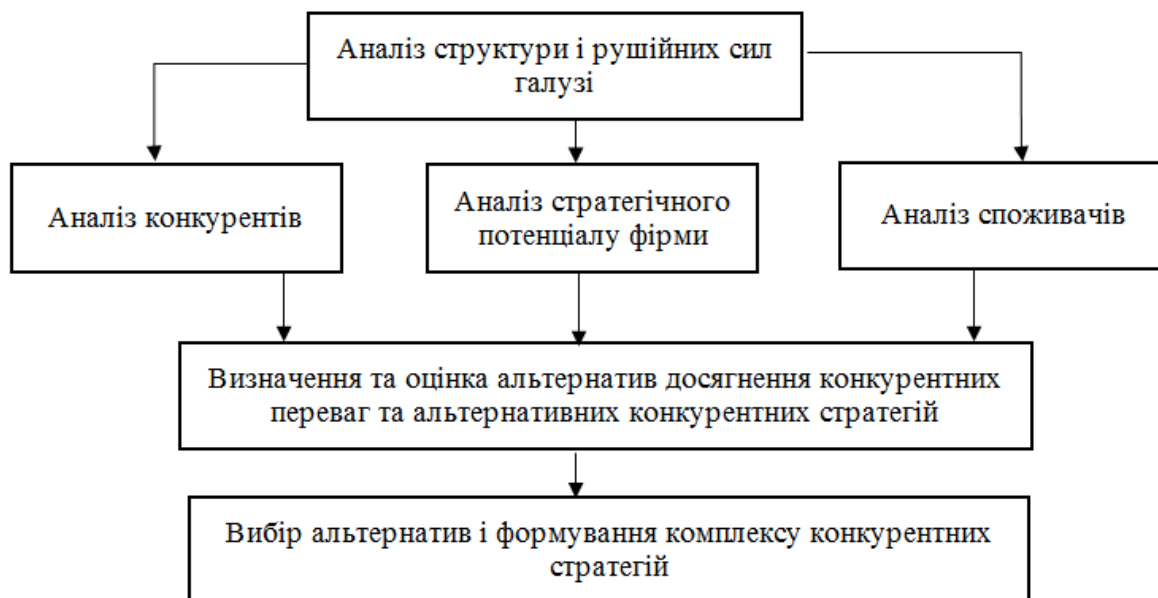 Аналіз структури і рушійних сил
галузі
Аналіз конкурентів
Аналіз стратегічного
потенціалу фірми
Аналіз споживачів
Визначення та оцінка альтернатив досягнення конкурентних
переваг та альтернативних конкурентних стратегій
Вибір альтернатив і формування комплексу конкурентних
стратегій